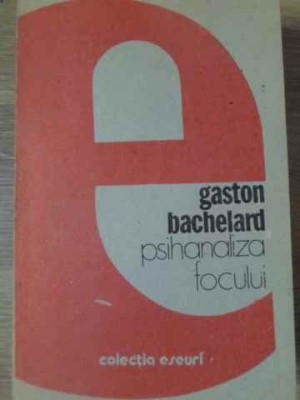 gaston
bachelard
psihanaliza
focului
colecția eseuri